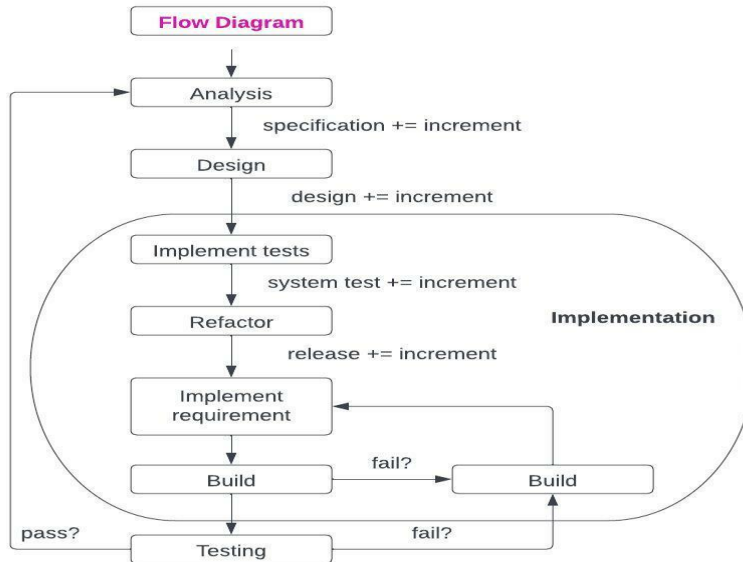 Flow Diagram
Analysis
specification += increment
Design
design += increment
Implement tests
system test += increment
Refactor
Implementation
release += increment
Implement
requirement
fail?
Build
Build
pass?
fail?
Testing